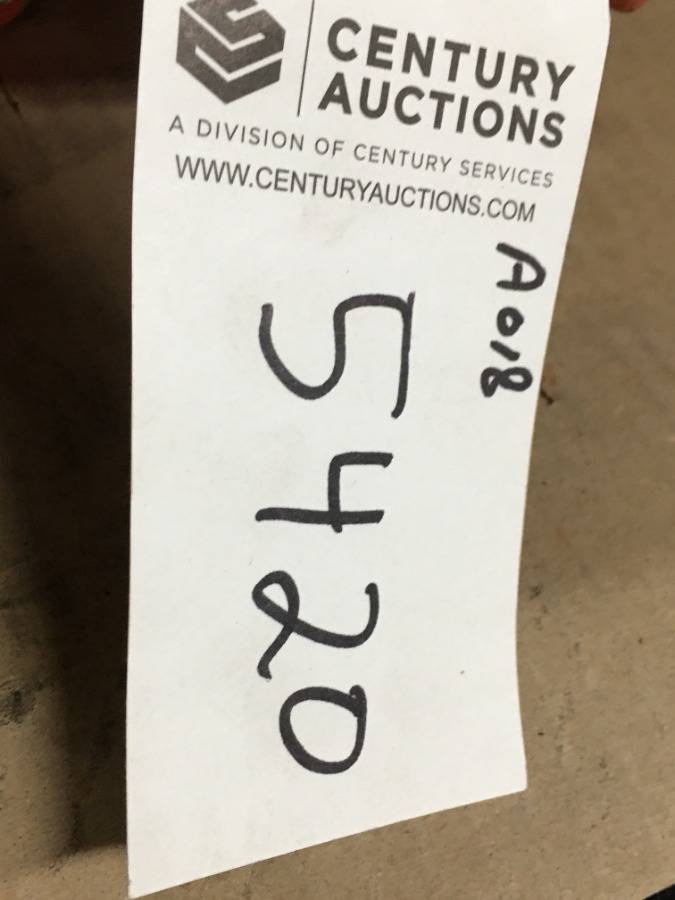 CENTURY
AUCTIONS
A DIVISION OF CENTURY SERVICES
WWW.CENTURYAUCTIONS.COM
A018
5420